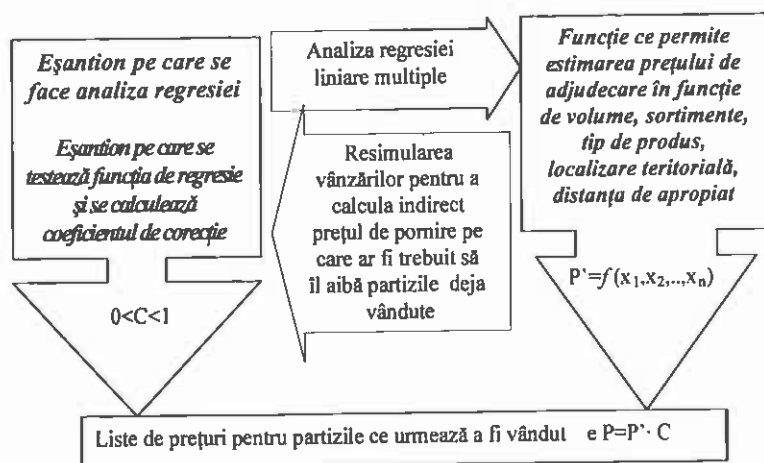 Eşantion pe care se
face analiza regresiei
Eşantion pe care se
testează funcţia de regresie
şi se calculează
coeficientul de corecţie
0<C<1
Analiza regresiei
liniare multiple
Resimularea
vânzărilor pentru a
calcula indirect
preţul de pornire pe
care ar fi trebuit să
îl aibă partizile deja
vândute
Funcţie ce permite
estimarea preţului de
adjudecare în funcţie
de volume, sortimente,
tip de produs,
localizare teritorială,
distanţa de apropiat
P'=f(x₁,x₂,..,xₙ)
Liste de preţuri pentru partizile ce urmează a fi vândut e P=P'· C